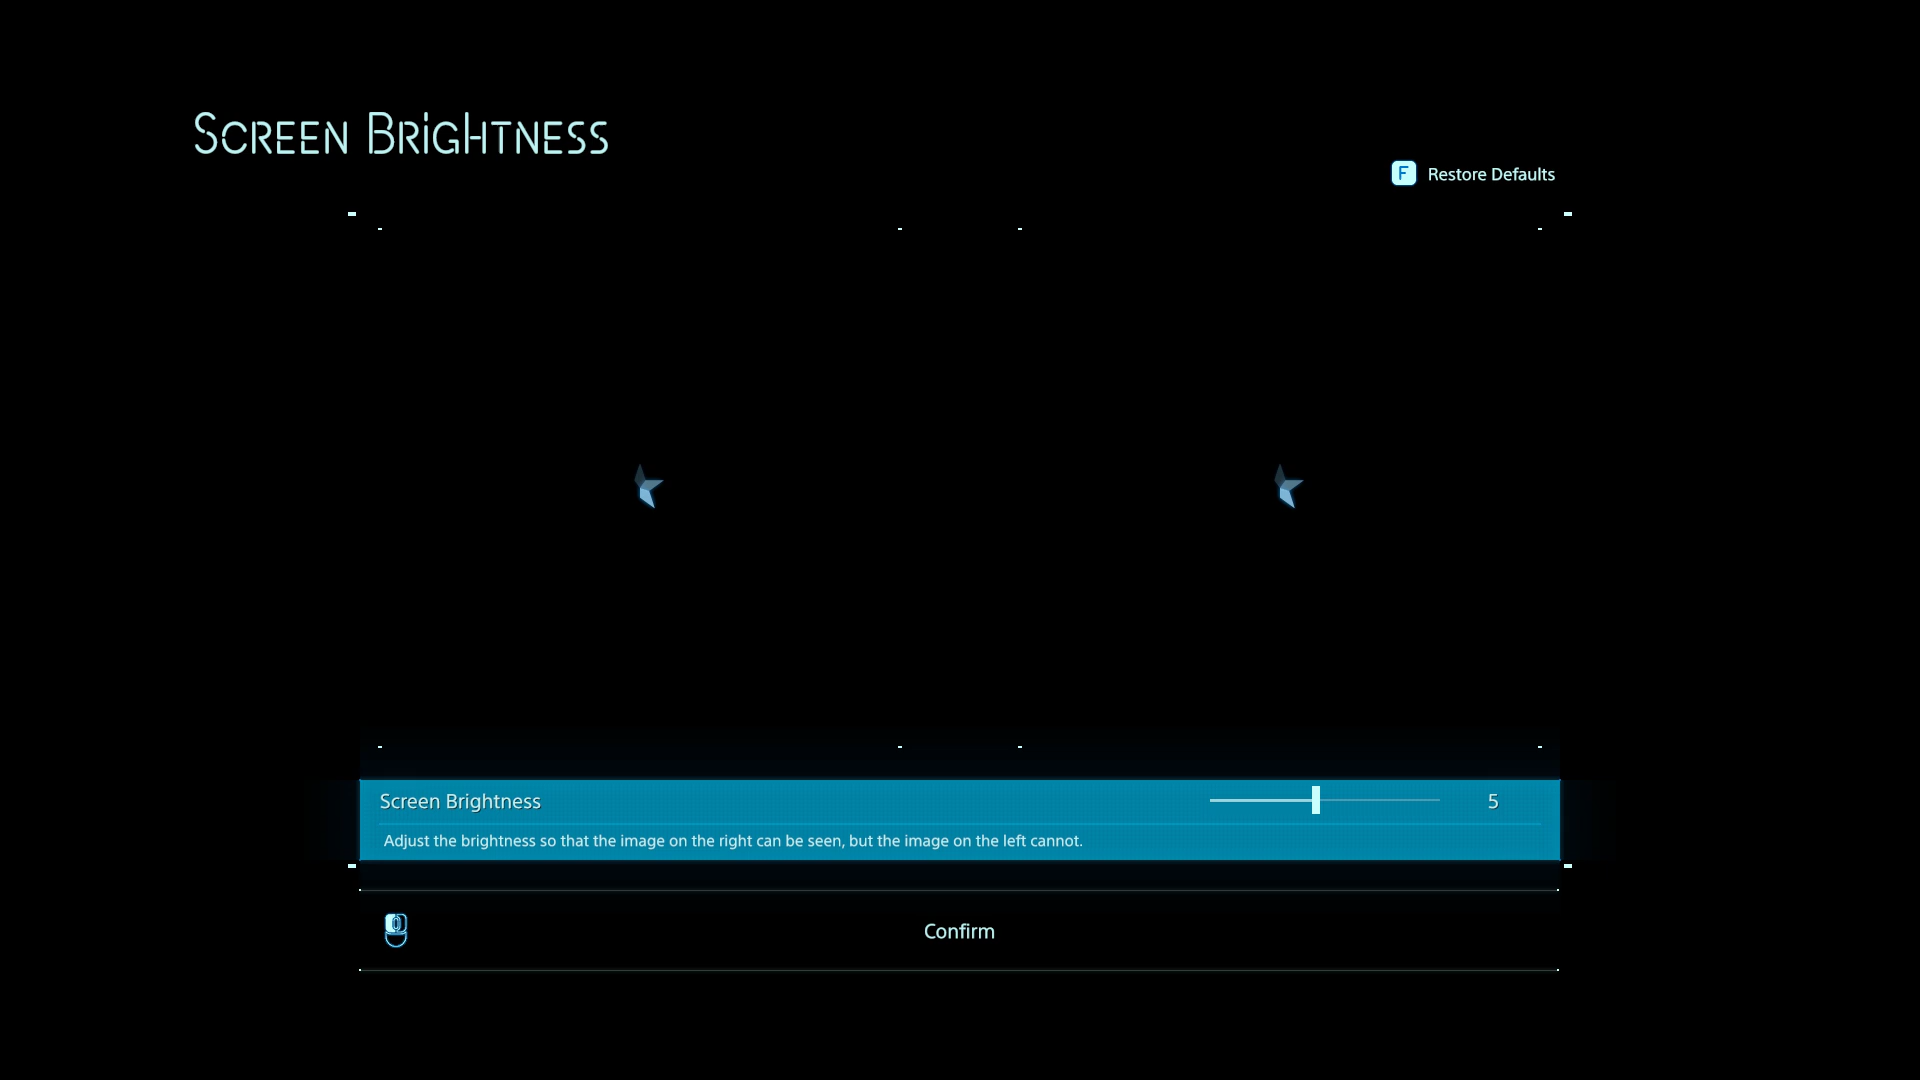 Screen Brightness
F Restore Defaults
Screen Brightness 5
Adjust the brightness so that the image on the right can be seen, but the image on the left cannot.
Confirm